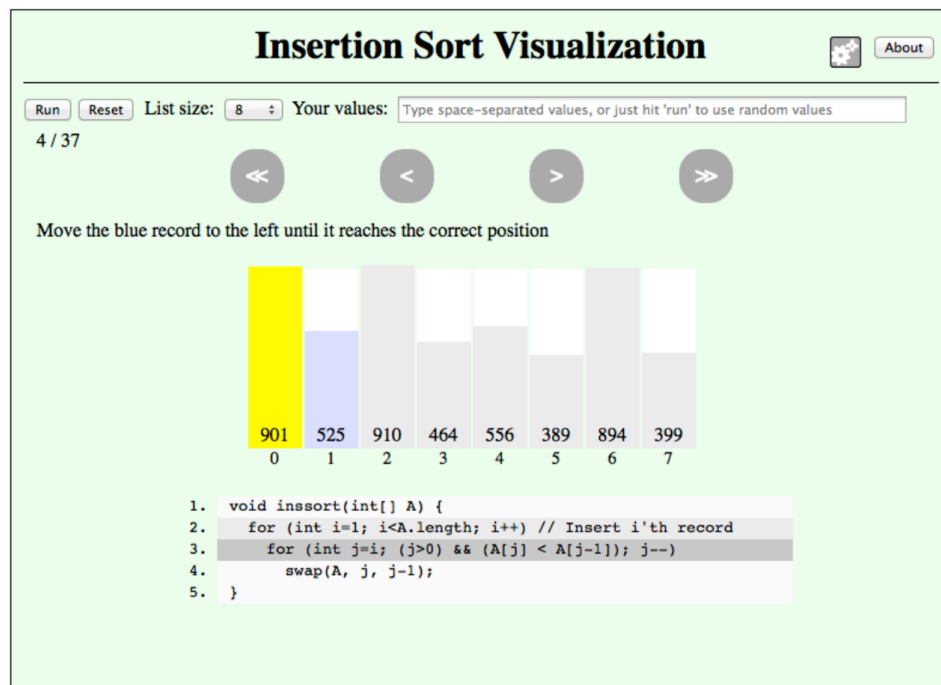 Insertion Sort Visualization
About
Run Reset List size: 8 Your values: Type space-separated values, or just hit 'run' to use random values
4 / 37
≪ < > ≫
Move the blue record to the left until it reaches the correct position
901 525 910 464 556 389 894 399
0 1 2 3 4 5 6 7
1. void inssort(int[] A) {
2. for (int i=1; i<A.length; i++) // Insert i'th record
3. for (int j=i; (j>0) && (A[j] < A[j-1]); j--)
4. swap(A, j, j-1);
5. }